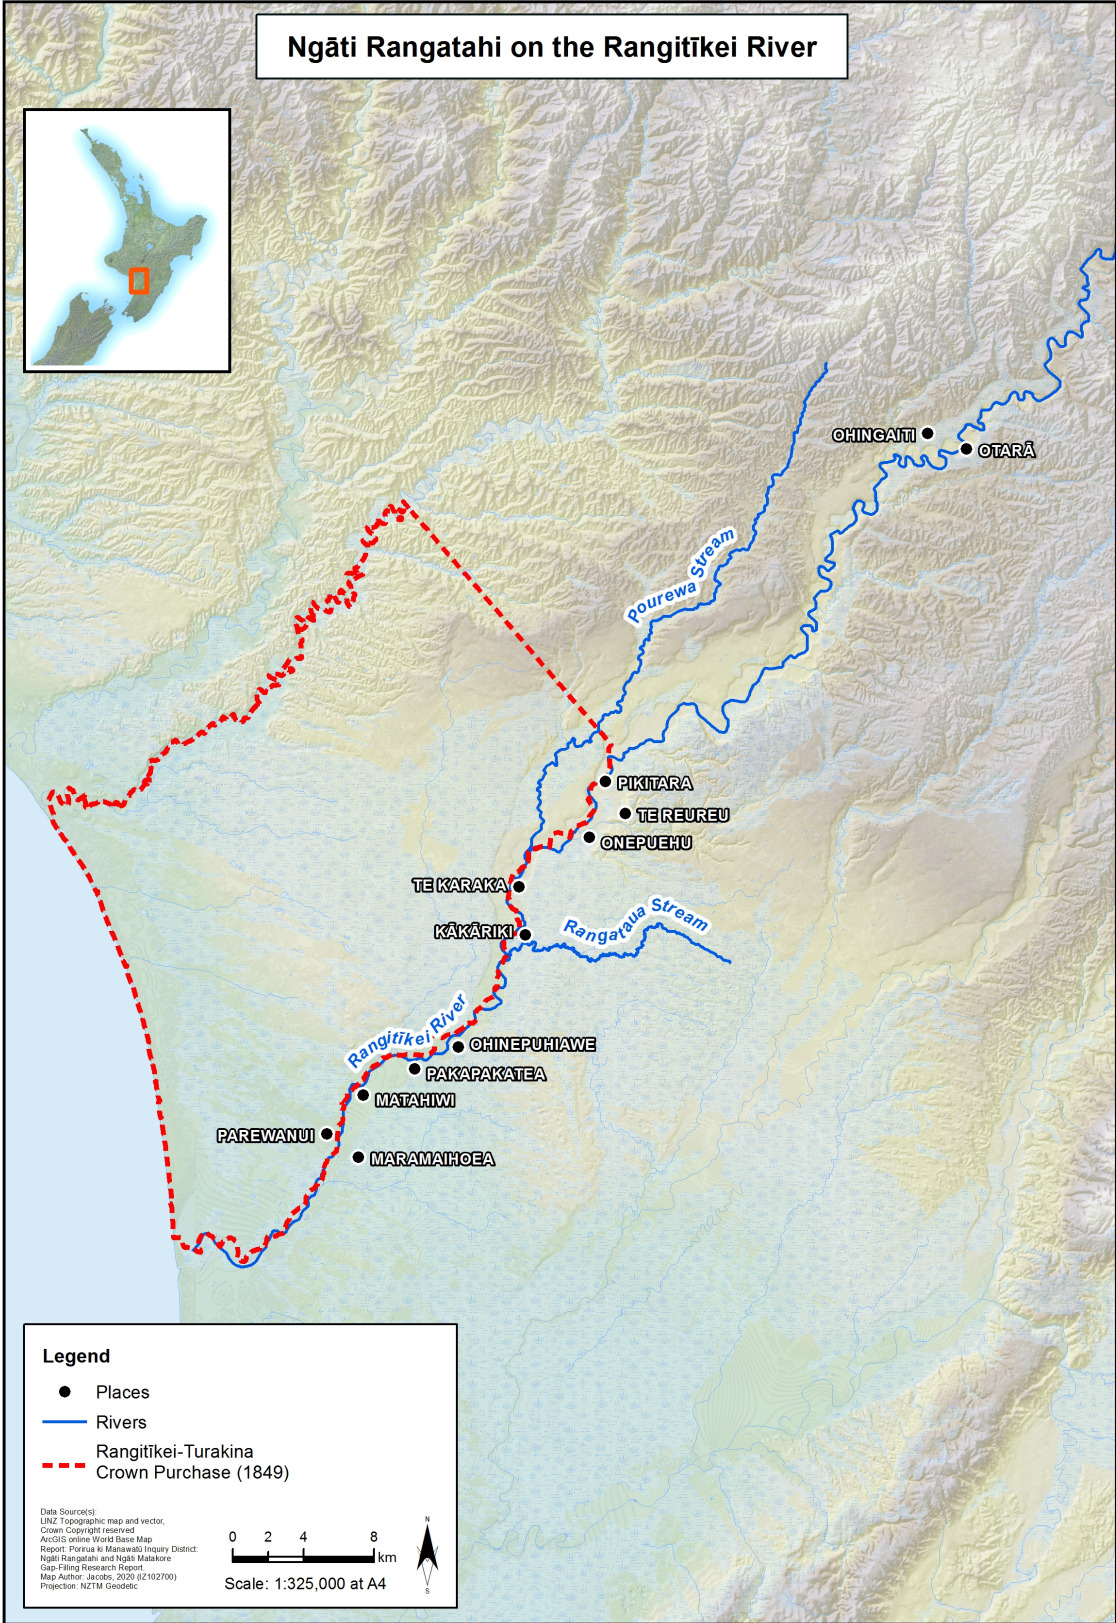 Ngāti Rangatahi on the Rangitīkei River
OHINGAITI
OTARĀ
Pourewa Stream
PIKITARA
TE REUREU
ONEPUEHU
TE KARAKA
KĀKĀRIKI
Rangataua Stream
Rangitīkei River
OHINEPUHIAWE
PAKAPAKATEA
MATAHIWI
PAREWANUI
MARAMAIHOEA
Legend
Places
Rivers
Rangitīkei-Turakina
Crown Purchase (1849)
Data Source(s):
LINZ Topographic map and vector,
Crown Copyright reserved
ArcGIS online World Base Map
Report: Porirua ki Manawatū Inquiry District:
Ngāti Rangatahi and Ngāti Matakore
Gap-Filling Research Report.
Map Author: Jacobs, 2020 (IZ102700)
Projection: NZTM Geodetic
0 2 4 8
km
Scale: 1:325,000 at A4
N
S